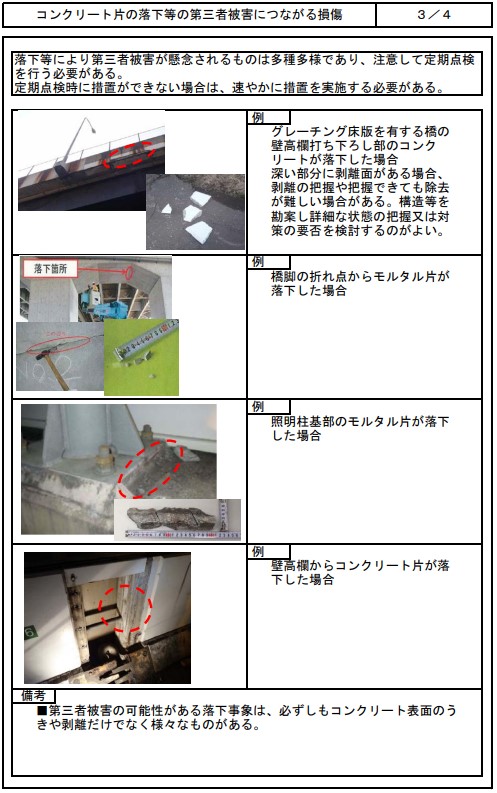 コンクリート片の落下等の第三者被害につながる損傷
３／４
落下等により第三者被害が懸念されるものは多種多様であり、注意して定期点検
を行う必要がある。
定期点検時に措置ができない場合は、速やかに措置を実施する必要がある。
例
グレーチング床版を有する橋の
壁高欄打ち下ろし部のコンク
リートが落下した場合
深い部分に剥離面がある場合、
剥離の把握や把握できても除去
が難しい場合がある。構造等を
勘案し詳細な状態の把握又は対
策の要否を検討するのがよい。
落下箇所
例
橋脚の折れ点からモルタル片が
落下した場合
例
照明柱基部のモルタル片が落下
した場合
例
壁高欄からコンクリート片が落
下した場合
備考
■第三者被害の可能性がある落下事象は、必ずしもコンクリート表面のう
きや剥離だけでなく様々なものがある。